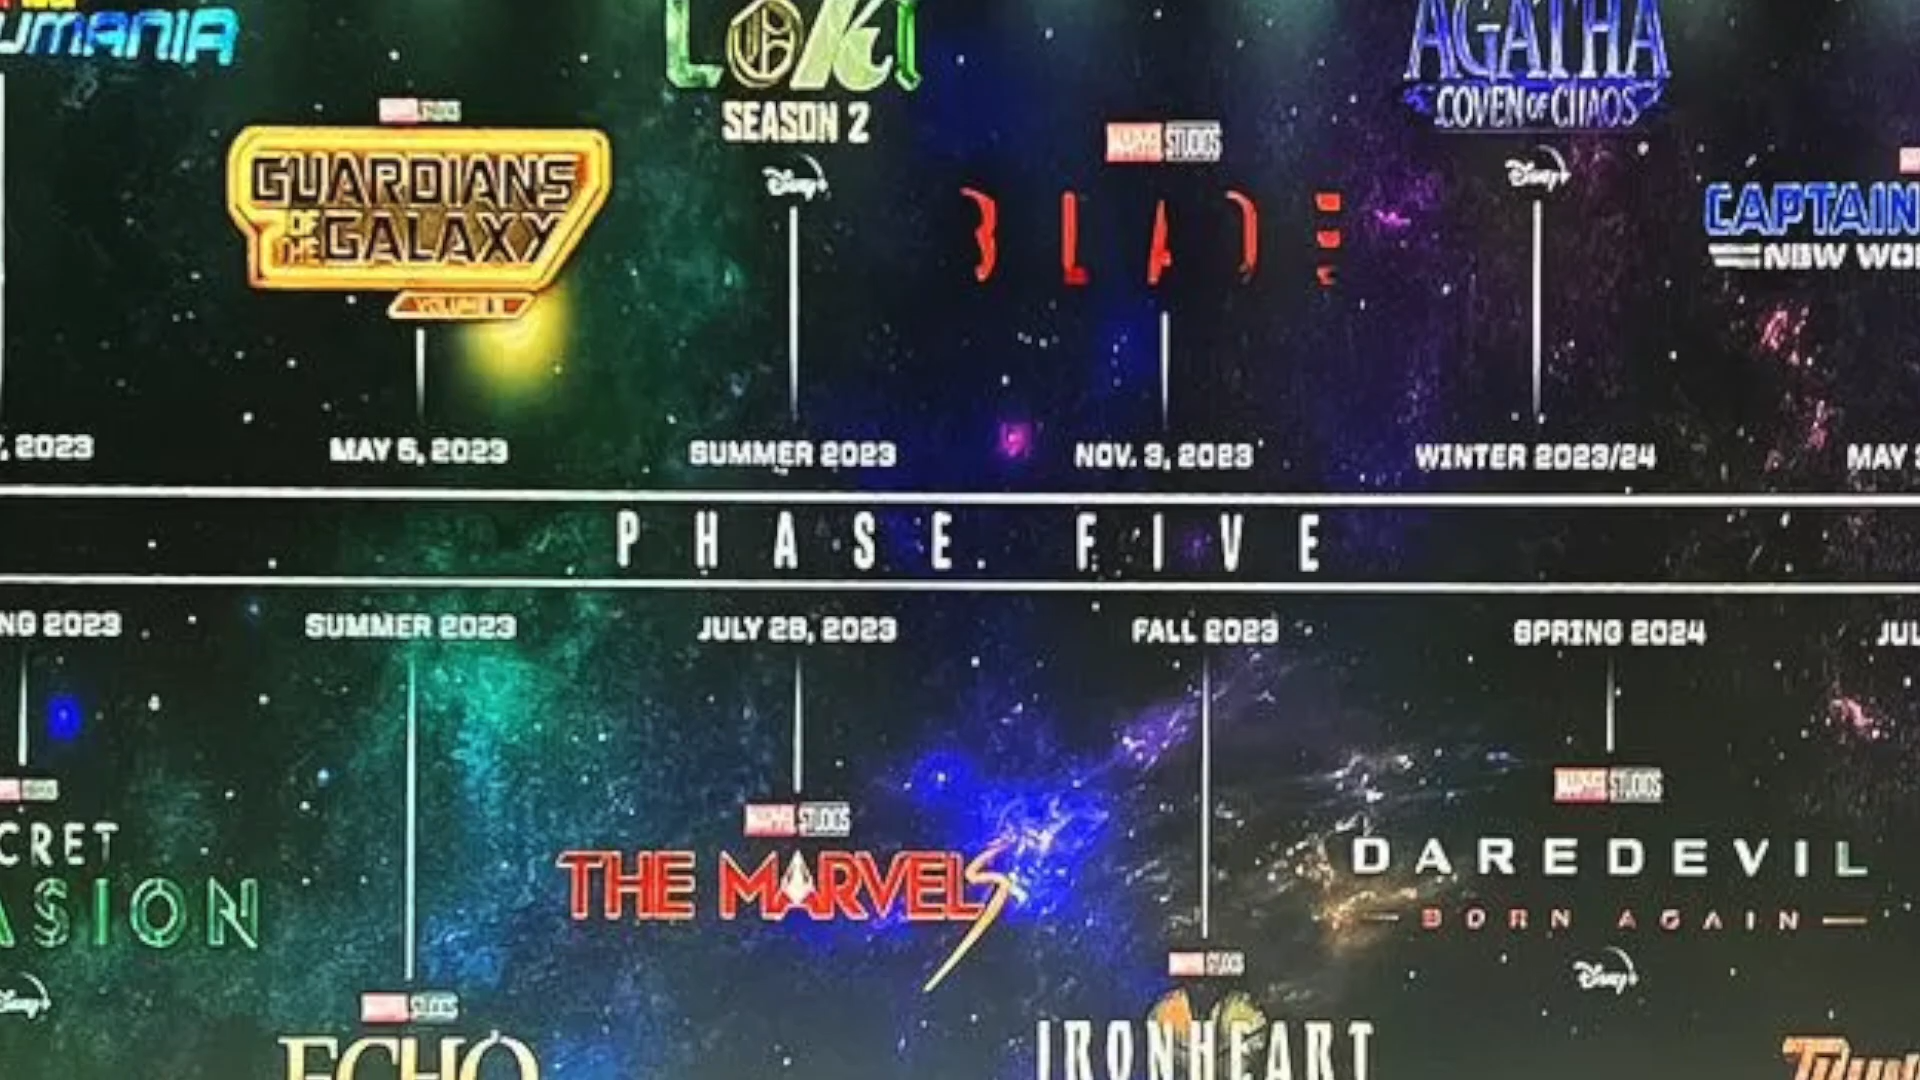 UMANIA
LOKI
SEASON 2
Disney+
AGATHA
COVEN OF CHAOS
Disney+
GUARDIANS
OF THE GALAXY
VOLUME 3
MARVEL STUDIOS
BLADE
CAPTAIN
NEW WO
, 2023
MAY 5, 2023
SUMMER 2023
NOV. 3, 2023
WINTER 2023/24
MAY
PHASE FIVE
NG 2023
SUMMER 2023
JULY 28, 2023
FALL 2023
SPRING 2024
JUL
CRET
ASION
Disney+
MARVEL STUDIOS
ECHO
MARVEL STUDIOS
THE MARVELS
MARVEL STUDIOS
IRONHEART
MARVEL STUDIOS
DAREDEVIL
BORN AGAIN
Disney+